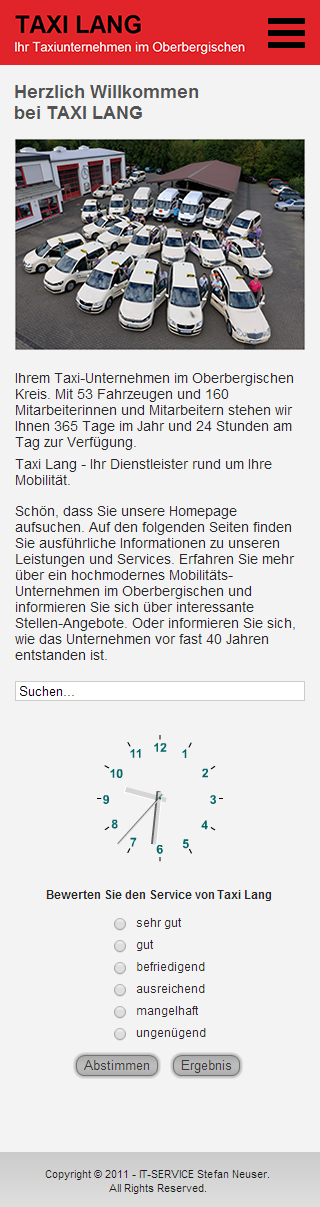 TAXI LANG
Ihr Taxiunternehmen im Oberbergischen
Herzlich Willkommen
bei TAXI LANG
Ihrem Taxi-Unternehmen im Oberbergischen
Kreis. Mit 53 Fahrzeugen und 160
Mitarbeiterinnen und Mitarbeitern stehen wir
Ihnen 365 Tage im Jahr und 24 Stunden am
Tag zur Verfügung.
Taxi Lang - Ihr Dienstleister rund um Ihre
Mobilität.
Schön, dass Sie unsere Homepage
aufsuchen. Auf den folgenden Seiten finden
Sie ausführliche Informationen zu unseren
Leistungen und Services. Erfahren Sie mehr
über ein hochmodernes Mobilitäts-
Unternehmen im Oberbergischen und
informieren Sie sich über interessante
Stellen-Angebote. Oder informieren Sie sich,
wie das Unternehmen vor fast 40 Jahren
entstanden ist.
Suchen...
12
1
2
3
4
5
6
7
8
9
10
11
Bewerten Sie den Service von Taxi Lang
sehr gut
gut
befriedigend
ausreichend
mangelhaft
ungenügend
Abstimmen Ergebnis
Copyright © 2011 - IT-SERVICE Stefan Neuser.
All Rights Reserved.